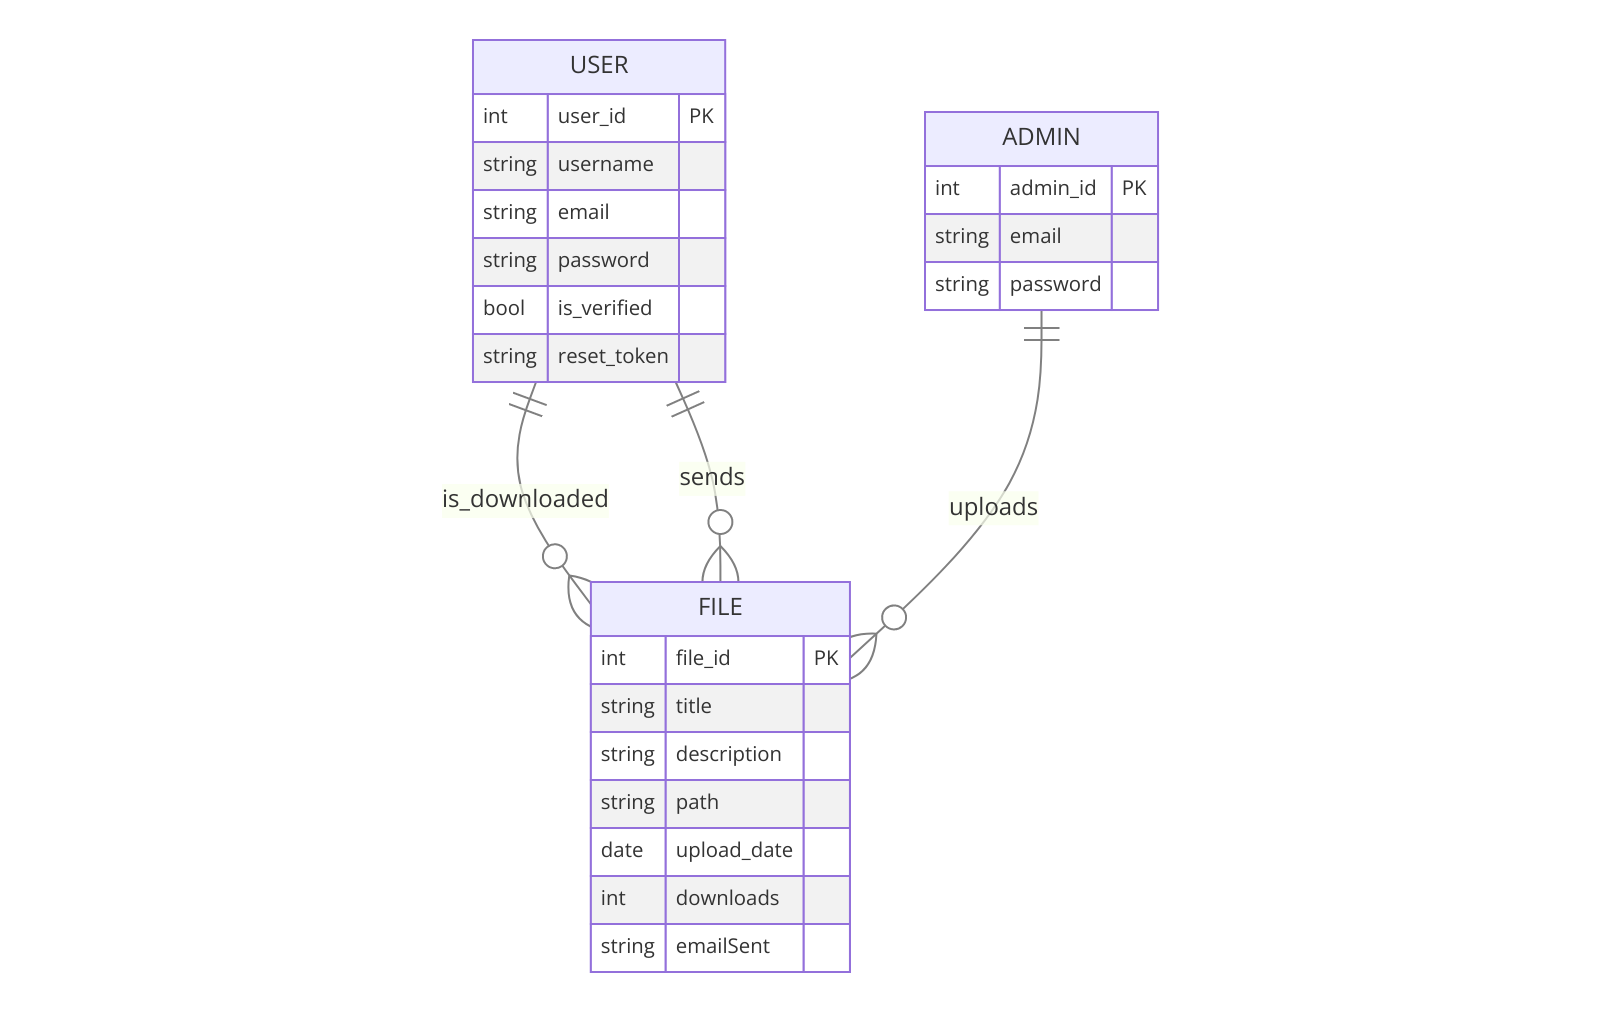 USER
int user_id PK
string username
string email
string password
bool is_verified
string reset_token
ADMIN
int admin_id PK
string email
string password
is_downloaded
sends
uploads
FILE
int file_id PK
string title
string description
string path
date upload_date
int downloads
string emailSent